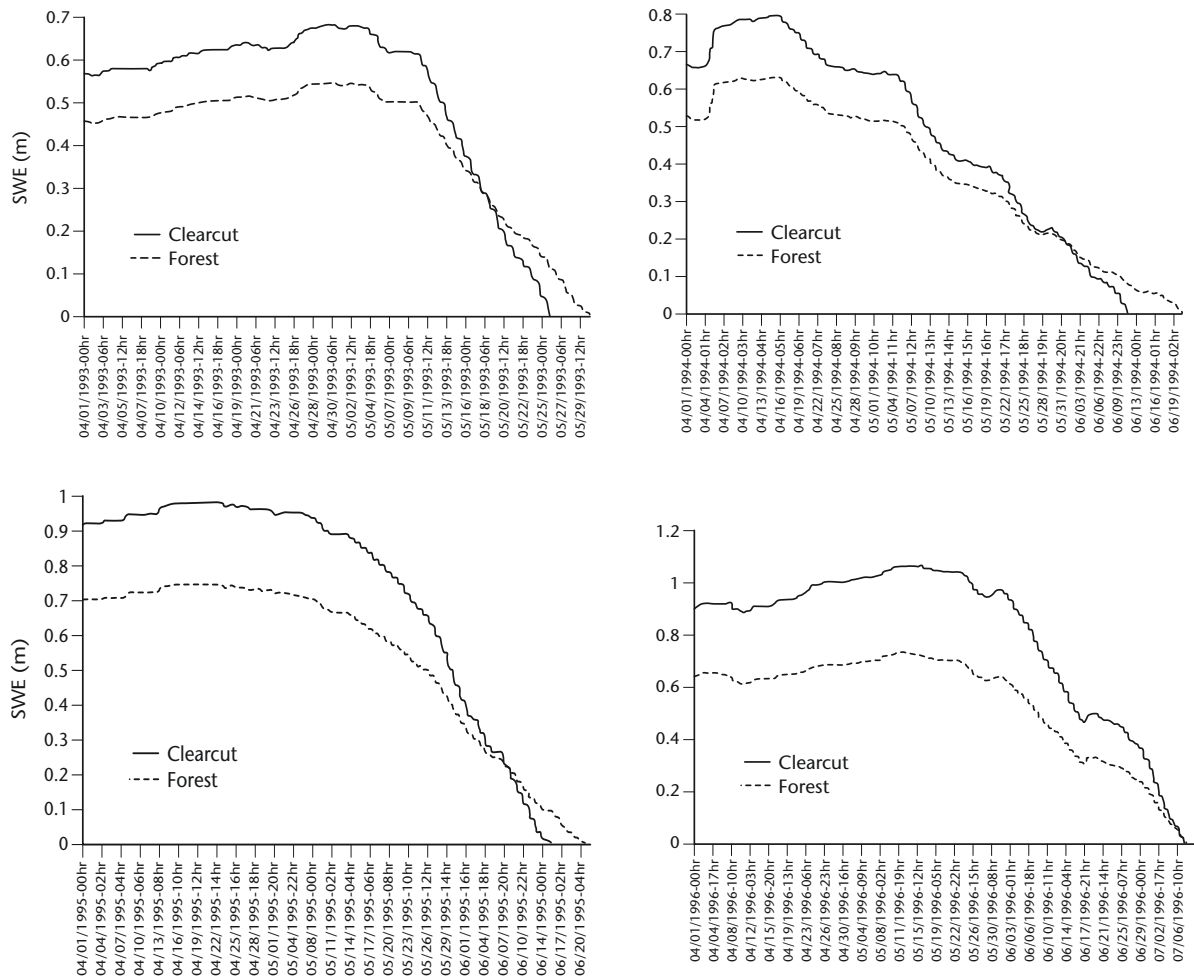 0.7
0.6
0.5
0.4
0.3
0.2
0.1
0
SWE (m)
Clearcut
Forest
04/01/1993-00hr
04/03/1993-06hr
04/05/1993-12hr
04/07/1993-18hr
04/10/1993-00hr
04/12/1993-06hr
04/14/1993-12hr
04/16/1993-18hr
04/19/1993-00hr
04/21/1993-06hr
04/23/1993-12hr
04/26/1993-18hr
04/28/1993-00hr
04/30/1993-06hr
05/02/1993-12hr
05/04/1993-18hr
05/07/1993-00hr
05/09/1993-06hr
05/11/1993-12hr
05/13/1993-18hr
05/16/1993-00hr
05/18/1993-06hr
05/20/1993-12hr
05/22/1993-18hr
05/25/1993-00hr
05/27/1993-06hr
05/29/1993-12hr
0.8
0.7
0.6
0.5
0.4
0.3
0.2
0.1
0
Clearcut
Forest
04/01/1994-00hr
04/04/1994-01hr
04/07/1994-02hr
04/10/1994-03hr
04/13/1994-04hr
04/16/1994-05hr
04/19/1994-06hr
04/22/1994-07hr
04/25/1994-08hr
04/28/1994-09hr
05/01/1994-10hr
05/04/1994-11hr
05/07/1994-12hr
05/10/1994-13hr
05/13/1994-14hr
05/16/1994-15hr
05/19/1994-16hr
05/22/1994-17hr
05/25/1994-18hr
05/28/1994-19hr
05/31/1994-20hr
06/03/1994-21hr
06/06/1994-22hr
06/09/1994-23hr
06/13/1994-00hr
06/16/1994-01hr
06/19/1994-02hr
1
0.9
0.8
0.7
0.6
0.5
0.4
0.3
0.2
0.1
0
SWE (m)
Clearcut
Forest
04/01/1995-00hr
04/04/1995-02hr
04/07/1995-04hr
04/10/1995-06hr
04/13/1995-08hr
04/16/1995-10hr
04/19/1995-12hr
04/22/1995-14hr
04/25/1995-16hr
04/28/1995-18hr
05/01/1995-20hr
05/04/1995-22hr
05/08/1995-00hr
05/11/1995-02hr
05/14/1995-04hr
05/17/1995-06hr
05/20/1995-08hr
05/23/1995-10hr
05/26/1995-12hr
05/29/1995-14hr
06/01/1995-16hr
06/04/1995-18hr
06/07/1995-20hr
06/10/1995-22hr
06/14/1995-00hr
06/17/1995-02hr
06/20/1995-04hr
1.2
1
0.8
0.6
0.4
0.2
0
Clearcut
Forest
04/01/1996-00hr
04/04/1996-17hr
04/08/1996-10hr
04/12/1996-03hr
04/15/1996-20hr
04/19/1996-13hr
04/23/1996-06hr
04/26/1996-23hr
04/30/1996-16hr
05/04/1996-09hr
05/08/1996-02hr
05/11/1996-19hr
05/15/1996-12hr
05/19/1996-05hr
05/22/1996-22hr
05/26/1996-15hr
05/30/1996-08hr
06/03/1996-01hr
06/06/1996-18hr
06/10/1996-11hr
06/14/1996-04hr
06/17/1996-21hr
06/21/1996-14hr
06/25/1996-07hr
06/29/1996-00hr
07/02/1996-17hr
07/06/1996-10hr